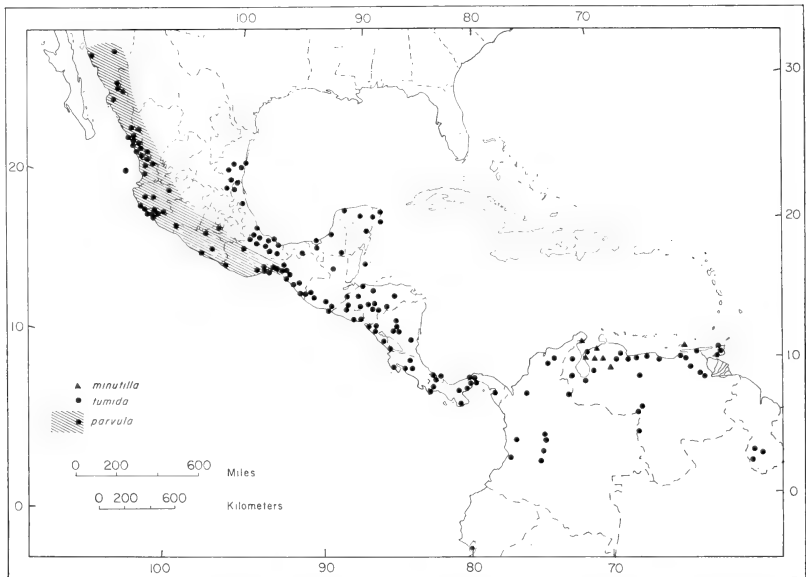 100 90 80 70
30
20
20
10
10
▲ minutilla
● tumida
● parvula
0 200 600 Miles
0 200 600 Kilometers
0
0
100 90 80 70